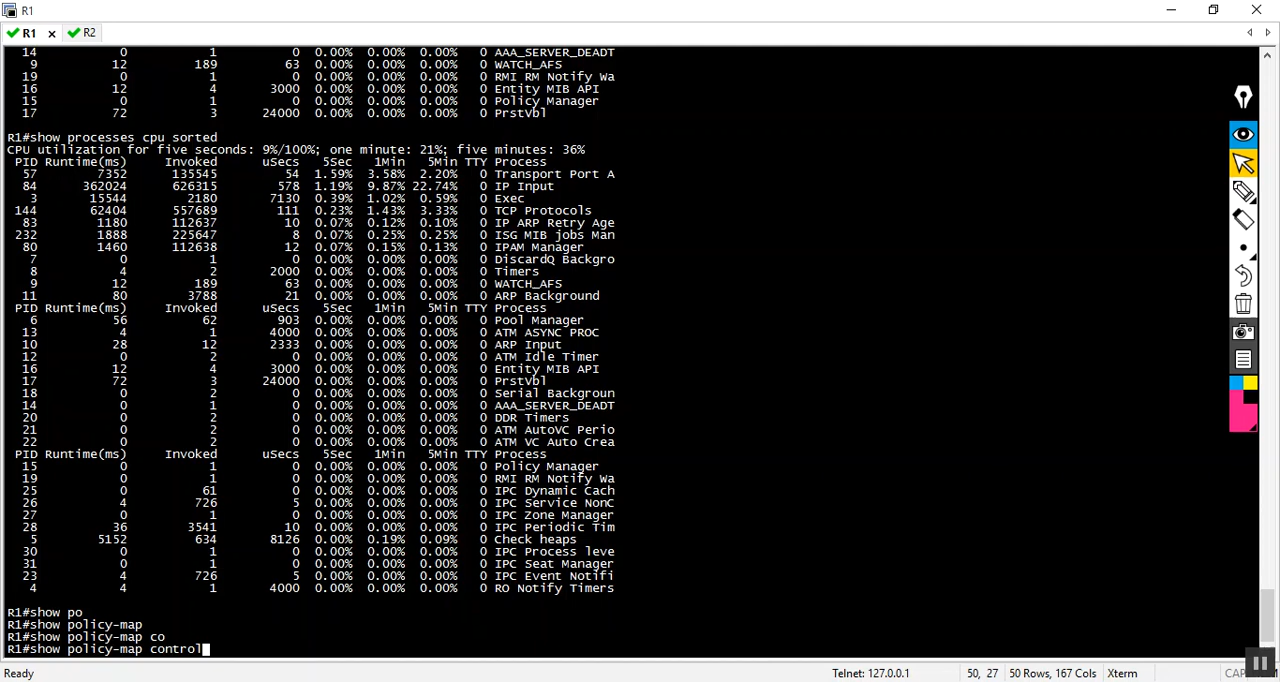 R1
R1 R2
14 0 1 0 0.00% 0.00% 0.00% 0 AAA_SERVER_DEADT
9 12 189 63 0.00% 0.00% 0.00% 0 WATCH_AFS
19 0 1 0 0.00% 0.00% 0.00% 0 RMI RM Notify Wa
16 12 4 3000 0.00% 0.00% 0.00% 0 Entity MIB API
15 0 1 0 0.00% 0.00% 0.00% 0 Policy Manager
17 72 3 24000 0.00% 0.00% 0.00% 0 PrstVbl
R1#show processes cpu sorted
CPU utilization for five seconds: 9%/100%; one minute: 21%; five minutes: 36%
PID Runtime(ms) Invoked uSecs 5Sec 1Min 5Min TTY Process
57 7352 135545 54 1.59% 3.58% 2.20% 0 Transport Port A
84 362024 626315 578 1.19% 9.87% 22.74% 0 IP Input
3 15544 2180 7130 0.39% 1.02% 0.59% 0 Exec
144 62404 557689 111 0.23% 1.43% 3.33% 0 TCP Protocols
83 1180 112637 10 0.07% 0.12% 0.10% 0 IP ARP Retry Age
232 1888 225647 8 0.07% 0.25% 0.25% 0 ISG MIB jobs Man
80 1460 112638 12 0.07% 0.15% 0.13% 0 IPAM Manager
7 0 1 0 0.00% 0.00% 0.00% 0 DiscardQ Backgro
8 4 2 2000 0.00% 0.00% 0.00% 0 Timers
9 12 189 63 0.00% 0.00% 0.00% 0 WATCH_AFS
11 80 3788 21 0.00% 0.00% 0.00% 0 ARP Background
PID Runtime(ms) Invoked uSecs 5Sec 1Min 5Min TTY Process
6 56 62 903 0.00% 0.00% 0.00% 0 Pool Manager
13 4 1 4000 0.00% 0.00% 0.00% 0 ATM ASYNC PROC
10 28 12 2333 0.00% 0.00% 0.00% 0 ARP Input
12 0 2 0 0.00% 0.00% 0.00% 0 ATM Idle Timer
16 12 4 3000 0.00% 0.00% 0.00% 0 Entity MIB API
17 72 3 24000 0.00% 0.00% 0.00% 0 PrstVbl
18 0 2 0 0.00% 0.00% 0.00% 0 Serial Backgroun
14 0 1 0 0.00% 0.00% 0.00% 0 AAA_SERVER_DEADT
20 0 2 0 0.00% 0.00% 0.00% 0 DDR Timers
21 0 2 0 0.00% 0.00% 0.00% 0 ATM AutoVC Perio
22 0 2 0 0.00% 0.00% 0.00% 0 ATM VC Auto Crea
PID Runtime(ms) Invoked uSecs 5Sec 1Min 5Min TTY Process
15 0 1 0 0.00% 0.00% 0.00% 0 Policy Manager
19 0 1 0 0.00% 0.00% 0.00% 0 RMI RM Notify Wa
25 0 61 0 0.00% 0.00% 0.00% 0 IPC Dynamic Cach
26 4 726 5 0.00% 0.00% 0.00% 0 IPC Service NonC
27 0 1 0 0.00% 0.00% 0.00% 0 IPC Zone Manager
28 36 3541 10 0.00% 0.00% 0.00% 0 IPC Periodic Tim
5 5152 634 8126 0.00% 0.19% 0.09% 0 Check heaps
30 0 1 0 0.00% 0.00% 0.00% 0 IPC Process leve
31 0 1 0 0.00% 0.00% 0.00% 0 IPC Seat Manager
23 4 726 5 0.00% 0.00% 0.00% 0 IPC Event Notifi
4 4 1 4000 0.00% 0.00% 0.00% 0 RO Notify Timers
R1#show po
R1#show policy-map
R1#show policy-map co
R1#show policy-map control
Ready Telnet: 127.0.0.1 50, 27 50 Rows, 167 Cols Xterm